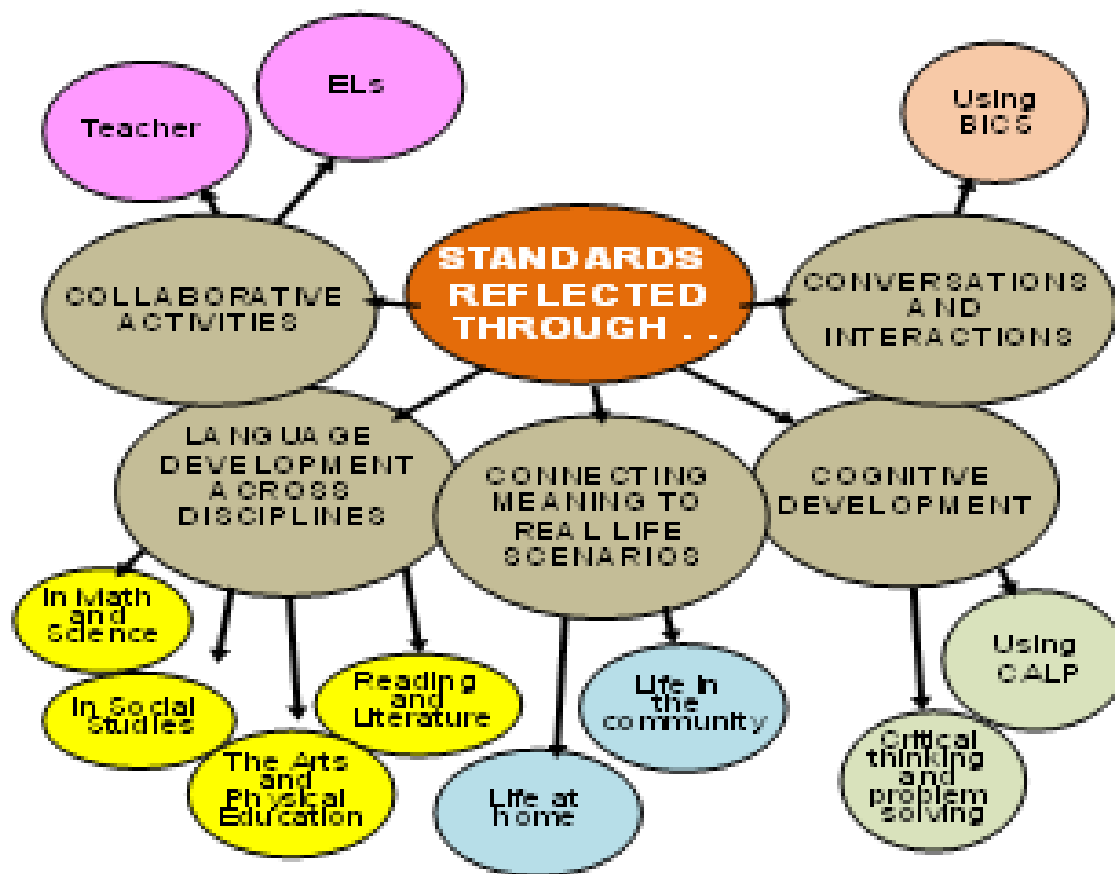 ELs
Teacher
Using
BICS
STANDARDS
REFLECTED
THROUGH . .
COLLABORATIVE
ACTIVITIES
CONVERSATIONS
AND
INTERACTIONS
LANGUAGE
DEVELOPMENT
ACROSS
DISCIPLINES
CONNECTING
MEANING TO
REAL LIFE
SCENARIOS
COGNITIVE
DEVELOPMENT
In Math
and
Science
In Social
Studies
The Arts
and
Physical
Education
Reading
and
Literature
Life at
home
Life in
the
community
Critical
thinking
and
problem
solving
Using
CALP